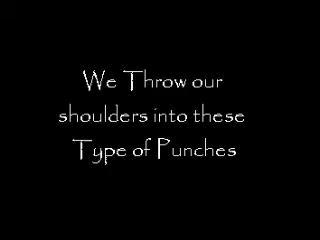 We Throw our
shoulders into these
Type of Punches